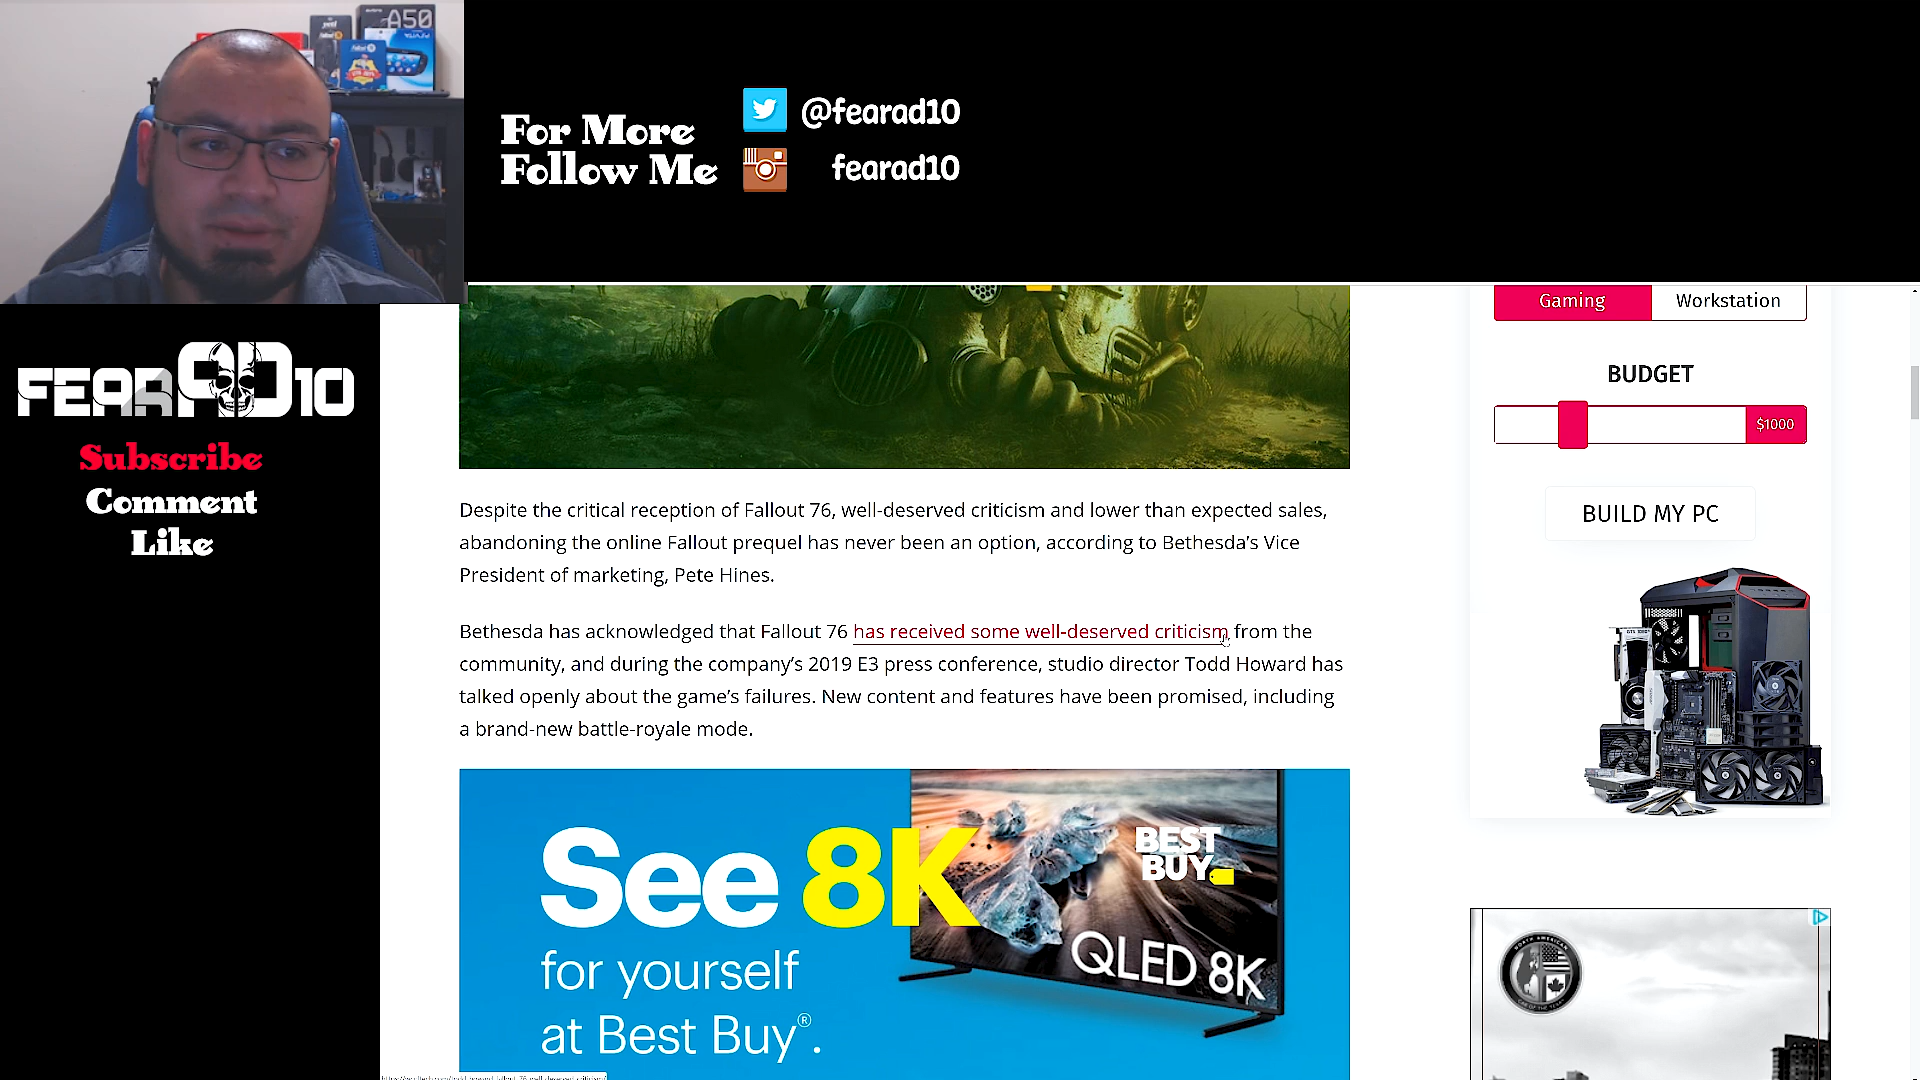 A50
PSVITA
yeti
For More
Follow Me
@fearad10
fearad10
FEARAD10
Subscribe
Comment
Like
Gaming
Workstation
BUDGET
$1000
BUILD MY PC
Despite the critical reception of Fallout 76, well-deserved criticism and lower than expected sales,
abandoning the online Fallout prequel has never been an option, according to Bethesda’s Vice
President of marketing, Pete Hines.
Bethesda has acknowledged that Fallout 76 has received some well-deserved criticism from the
community, and during the company’s 2019 E3 press conference, studio director Todd Howard has
talked openly about the game’s failures. New content and features have been promised, including
a brand-new battle-royale mode.
See 8K
for yourself
at Best Buy®.
BEST
BUY
QLED 8K
NORTH AMERICAN